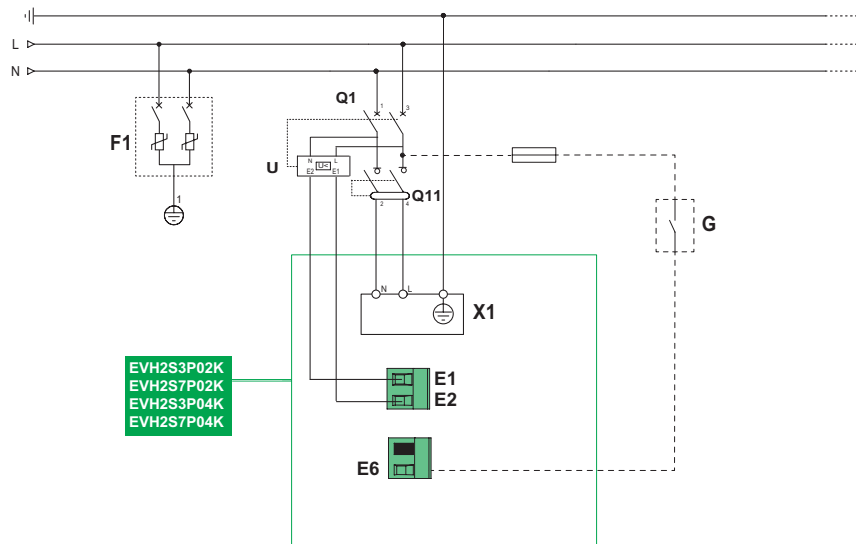 L
N
Q1
1
3
F1
N
L
U<
U
E2
E1
Q11
2
4
1
G
N
L
X1
EVH2S3P02K
EVH2S7P02K
EVH2S3P04K
EVH2S7P04K
E1
E2
E6